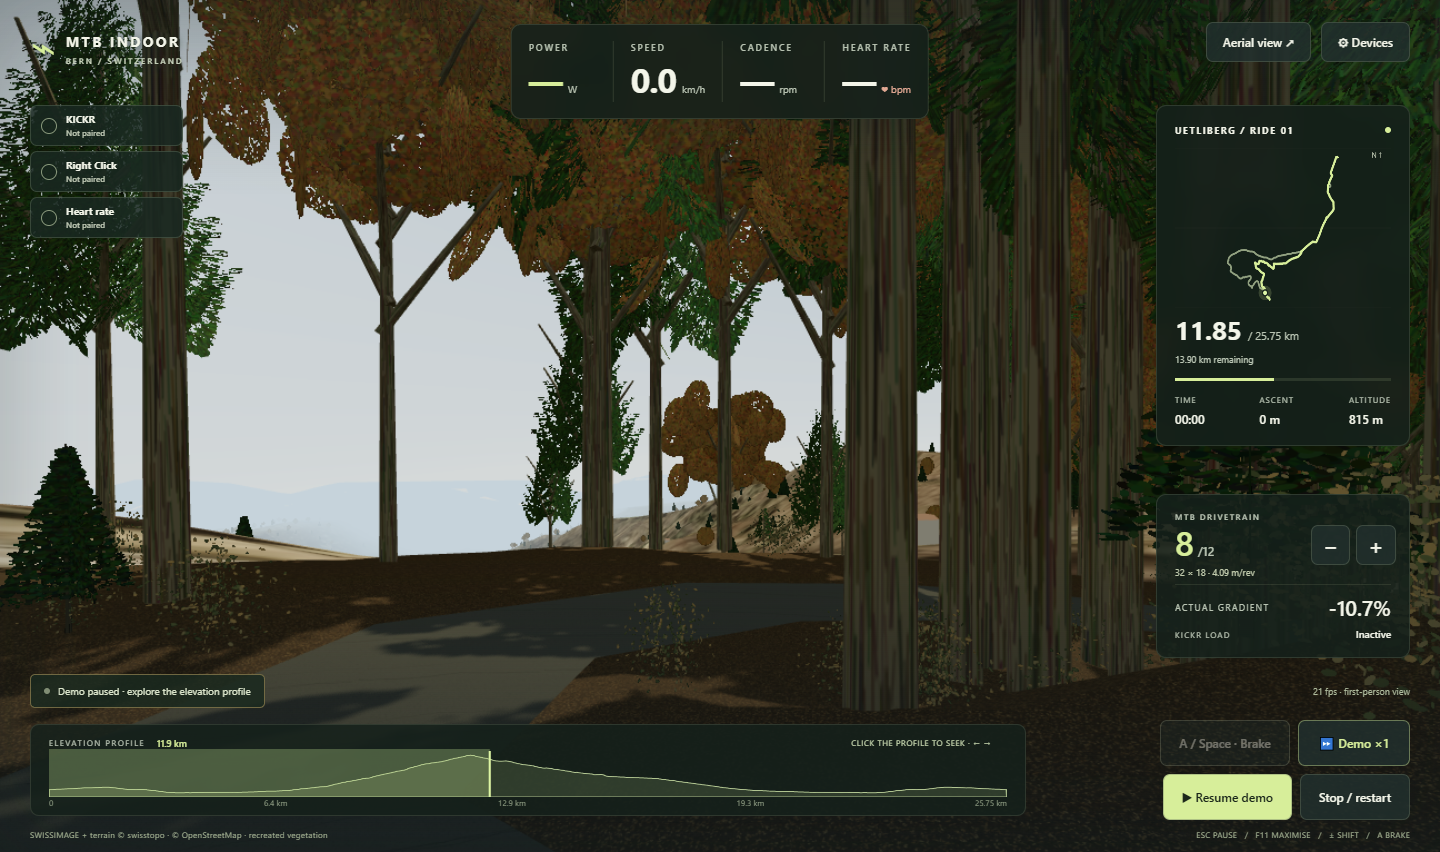 MTB INDOOR
BERN / SWITZERLAND
KICKR
Not paired
Right Click
Not paired
Heart rate
Not paired
POWER
W
SPEED
0.0 km/h
CADENCE
rpm
HEART RATE
♥ bpm
Aerial view ↗
⚙ Devices
UETLIBERG / RIDE 01
N ↑
11.85 / 25.75 km
13.90 km remaining
TIME
00:00
ASCENT
0 m
ALTITUDE
815 m
MTB DRIVETRAIN
8 /12
32 × 18 · 4.09 m/rev
−
+
ACTUAL GRADIENT
-10.7%
KICKR LOAD
Inactive
Demo paused · explore the elevation profile
21 fps · first-person view
ELEVATION PROFILE 11.9 km
CLICK THE PROFILE TO SEEK · ← →
0
6.4 km
12.9 km
19.3 km
25.75 km
A / Space · Brake
⏩ Demo ×1
▶ Resume demo
Stop / restart
SWISSIMAGE + terrain © swisstopo · © OpenStreetMap · recreated vegetation
ESC PAUSE / F11 MAXIMISE / ± SHIFT / A BRAKE